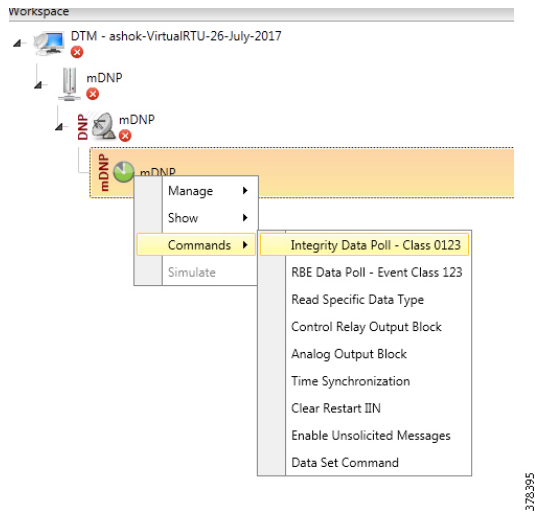 Workspace
DTM - ashok-VirtualRTU-26-July-2017
mDNP
DNP mDNP
mDNP mDNP
Manage
Show
Commands
Simulate
Integrity Data Poll - Class 0123
RBE Data Poll - Event Class 123
Read Specific Data Type
Control Relay Output Block
Analog Output Block
Time Synchronization
Clear Restart IIN
Enable Unsolicited Messages
Data Set Command
378395